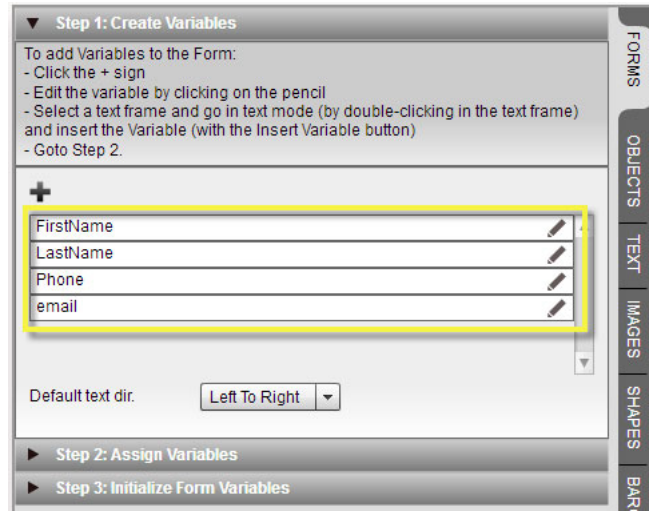 Step 1: Create Variables
To add Variables to the Form:
- Click the + sign
- Edit the variable by clicking on the pencil
- Select a text frame and go in text mode (by double-clicking in the text frame)
and insert the Variable (with the Insert Variable button)
- Goto Step 2.
FirstName
LastName
Phone
email
Default text dir.
Left To Right
Step 2: Assign Variables
Step 3: Initialize Form Variables
FORMS
OBJECTS
TEXT
IMAGES
SHAPES